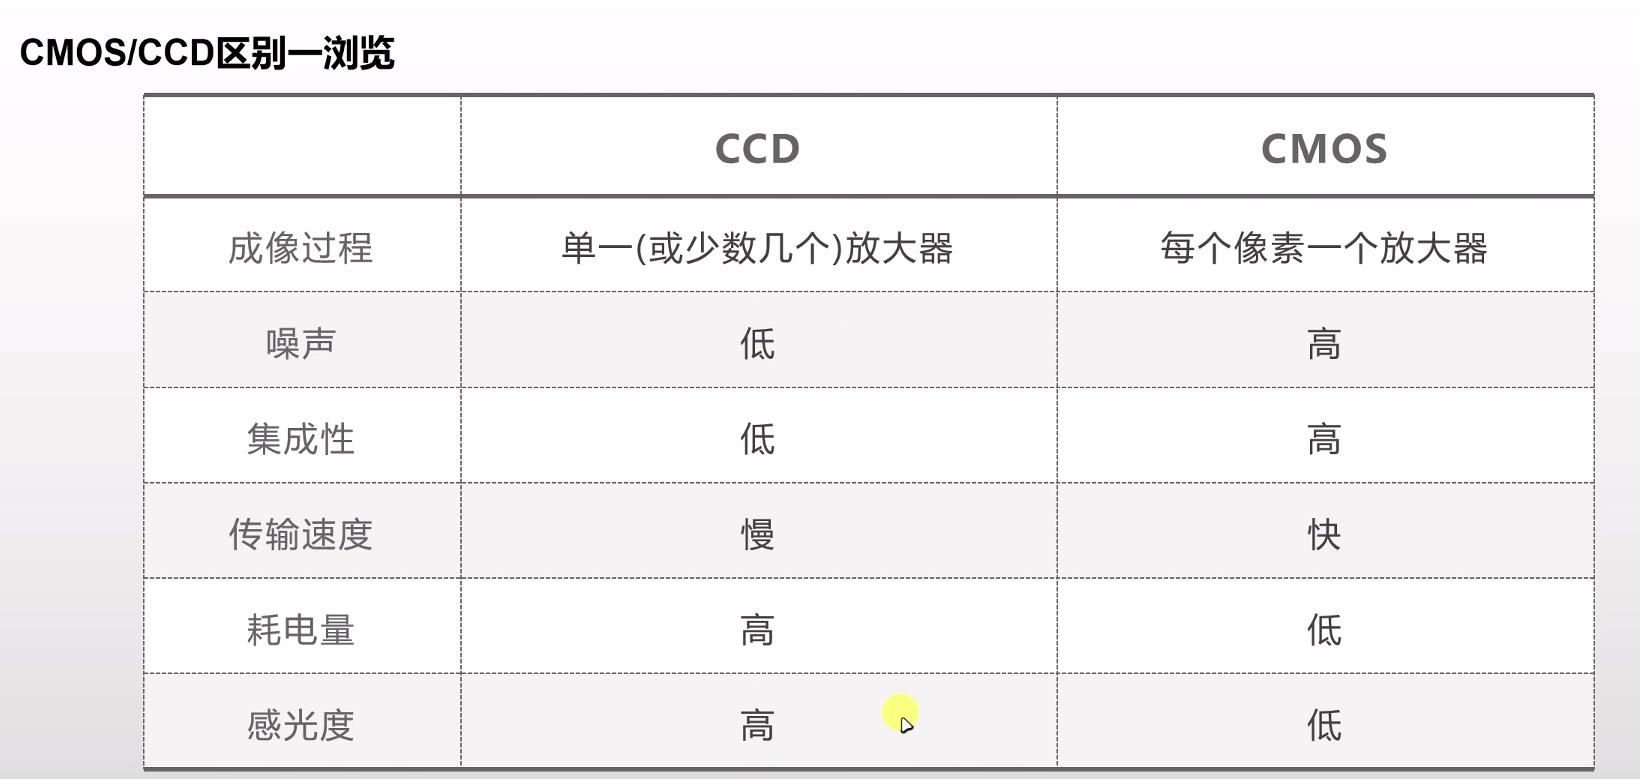 CMOS/CCD区别一浏览
CCD CMOS
成像过程 单一(或少数几个)放大器 每个像素一个放大器
噪声 低 高
集成性 低 高
传输速度 慢 快
耗电量 高 低
感光度 高 低